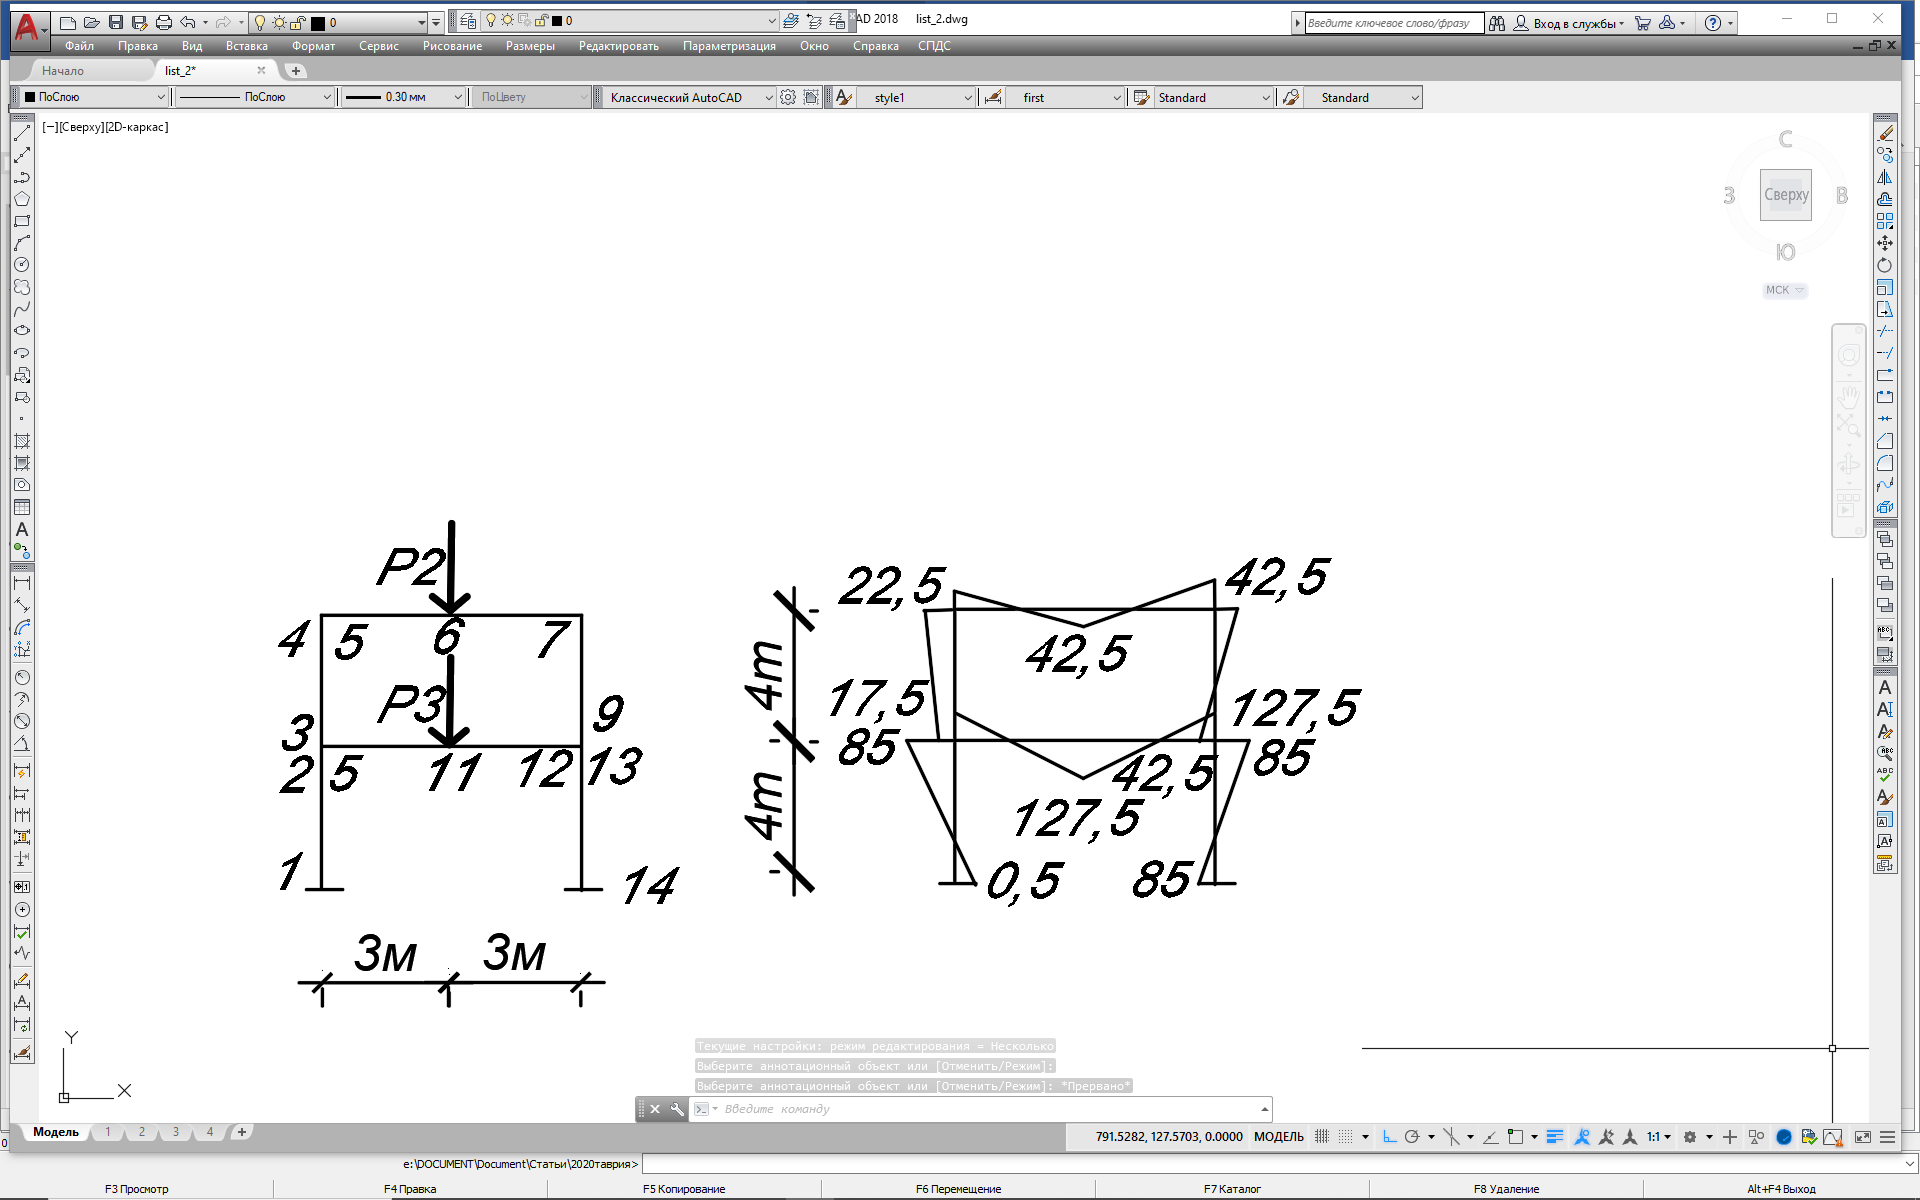 0
0
AD 2018
list_2.dwg
Введите ключевое слово/фразу
Вход в службы
Файл
Правка
Вид
Вставка
Формат
Сервис
Рисование
Размеры
Редактировать
Параметризация
Окно
Справка
СПДС
Начало
list_2*
ПоСлою
ПоСлою
0.30 мм
ПоЦвету
Классический AutoCAD
style1
first
Standard
Standard
[−][Сверху][2D-каркас]
С
З
Сверху
В
Ю
МСК
P2
4
5
6
7
P3
3
9
2
5
11
12
13
1
14
3м
3м
4m
4m
22,5
42,5
42,5
17,5
127,5
85
85
42,5
127,5
0,5
85
Y
X
Текущие настройки: режим редактирования = Несколько
Выберите аннотационный объект или [Отменить/Режим]:
Выберите аннотационный объект или [Отменить/Режим]: *Прервано*
Введите команду
Модель
1
2
3
4
791.5282, 127.5703, 0.0000
МОДЕЛЬ
1:1
e:\DOCUMENT\Document\Статьи\2020таврия>
F3 Просмотр
F4 Правка
F5 Копирование
F6 Перемещение
F7 Каталог
F8 Удаление
Alt+F4 Выход